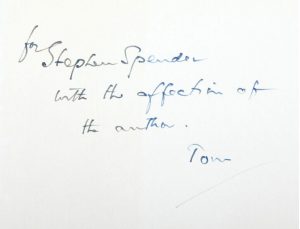 for
Stephen Spender
with the affection of
the author.
Tom